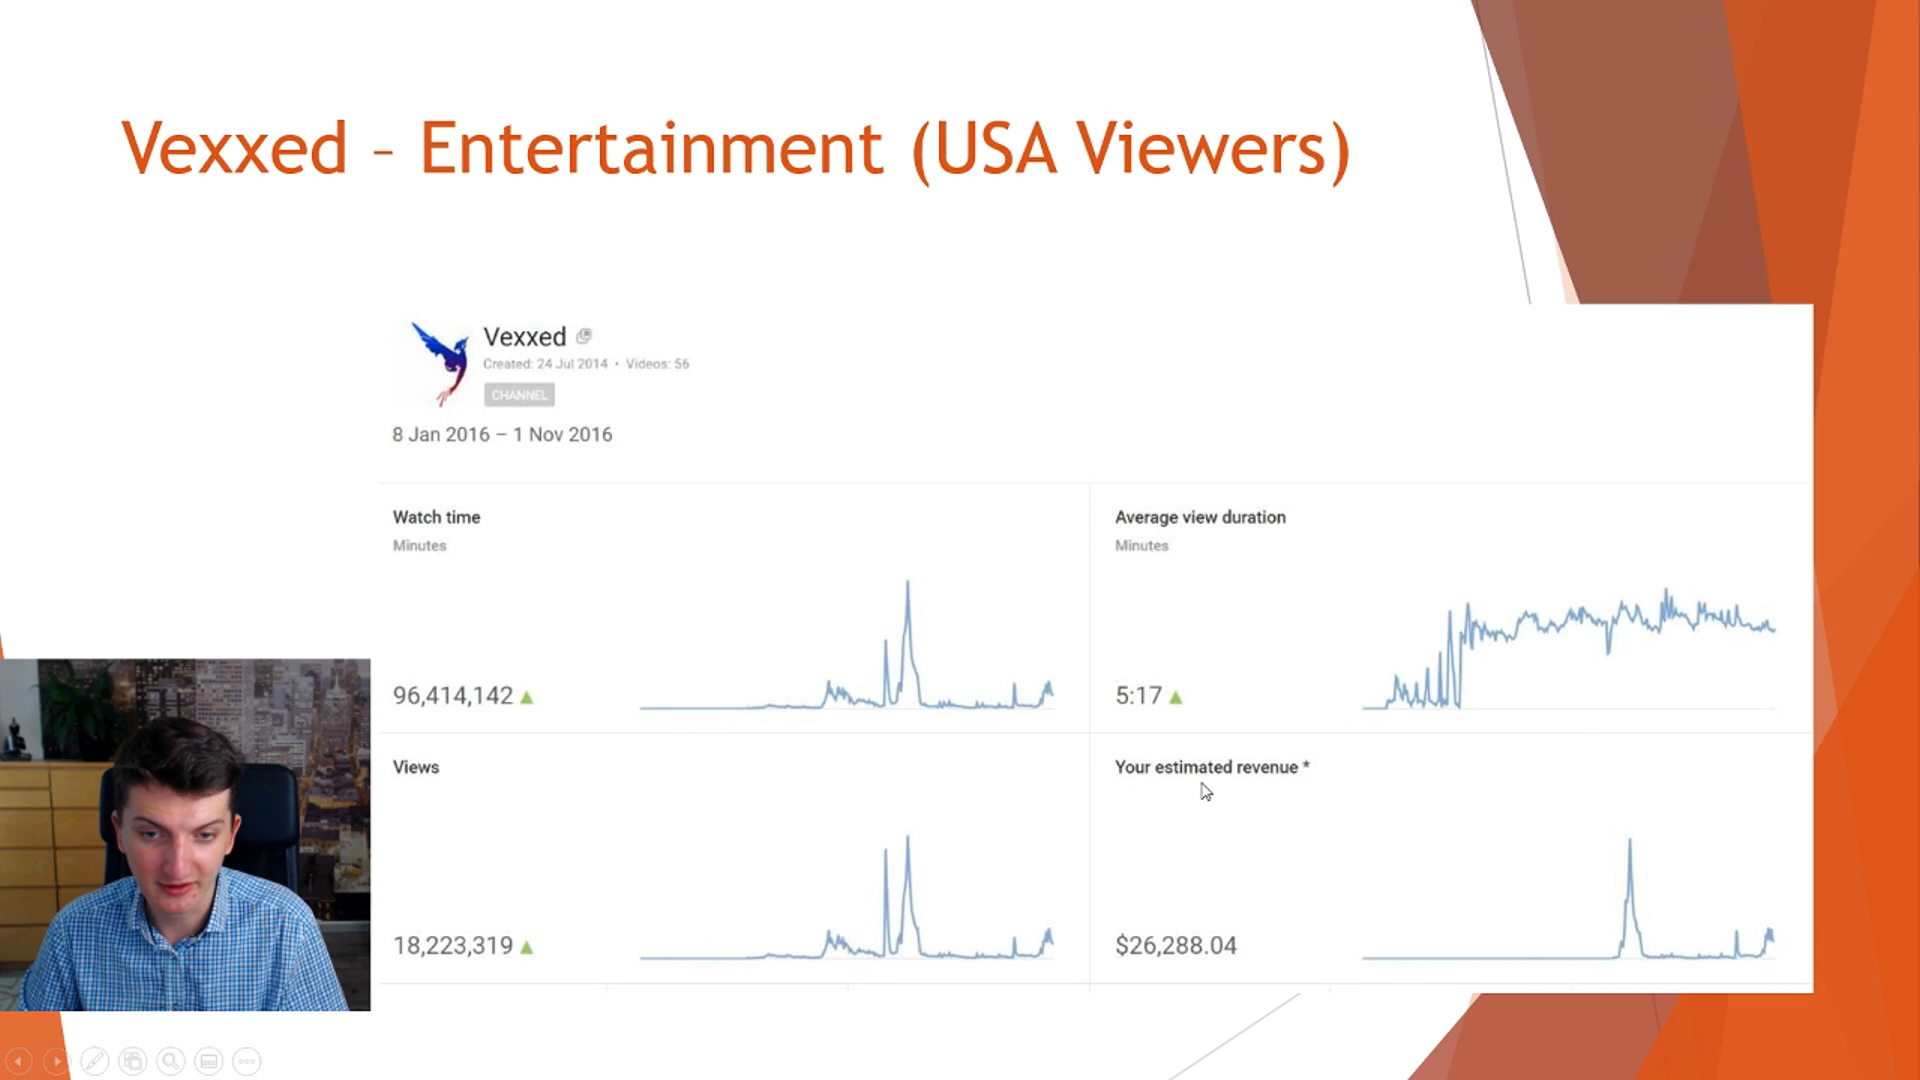 Vexxed – Entertainment (USA Viewers)
Vexxed
Created: 24 Jul 2014 • Videos: 56
CHANNEL
8 Jan 2016 – 1 Nov 2016
Watch time
Minutes
96,414,142
Average view duration
Minutes
5:17
Views
18,223,319
Your estimated revenue *
$26,288.04